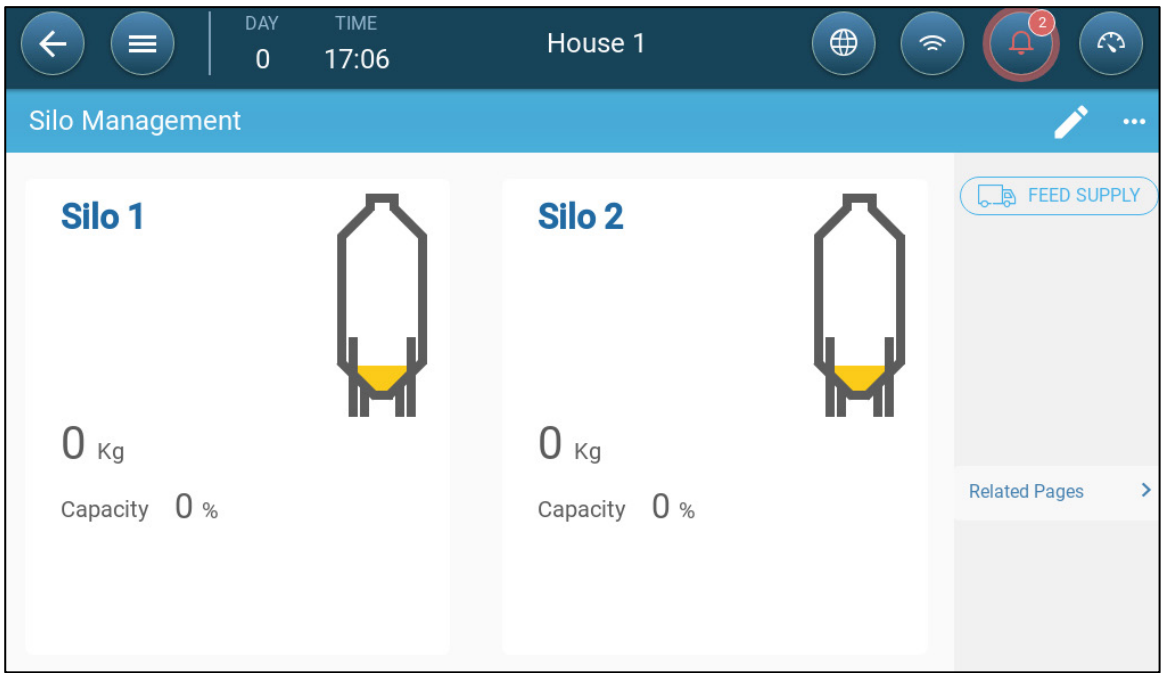 DAY TIME
0 17:06
House 1
2
Silo Management
Silo 1
0 Kg
Capacity 0 %
Silo 2
0 Kg
Capacity 0 %
FEED SUPPLY
Related Pages